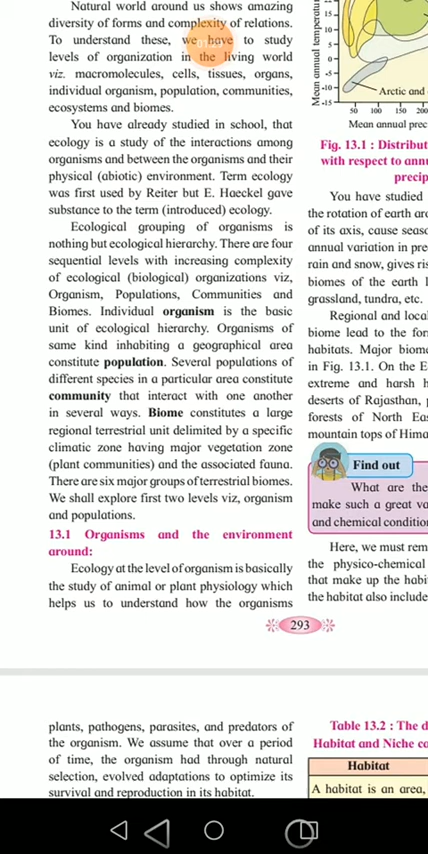 Natural world around us shows amazing
diversity of forms and complexity of relations.
To understand these, we have to study
levels of organization in the living world
viz. macromolecules, cells, tissues, organs,
individual organism, population, communities,
ecosystems and biomes.
You have already studied in school, that
ecology is a study of the interactions among
organisms and between the organisms and their
physical (abiotic) environment. Term ecology
was first used by Reiter but E. Haeckel gave
substance to the term (introduced) ecology.
Ecological grouping of organisms is
nothing but ecological hierarchy. There are four
sequential levels with increasing complexity
of ecological (biological) organizations viz,
Organism, Populations, Communities and
Biomes. Individual organism is the basic
unit of ecological hierarchy. Organisms of
same kind inhabiting a geographical area
constitute population. Several populations of
different species in a particular area constitute
community that interact with one another
in several ways. Biome constitutes a large
regional terrestrial unit delimited by a specific
climatic zone having major vegetation zone
(plant communities) and the associated fauna.
There are six major groups of terrestrial biomes.
We shall explore first two levels viz, organism
and populations.
13.1 Organisms and the environment
around:
Ecology at the level of organism is basically
the study of animal or plant physiology which
helps us to understand how the organisms
Mean annual temperatu
15
10
5
0
-5
-10
-15
Arctic and
50 100 150 200
Mean annual prec
Fig. 13.1 : Distribut
with respect to annu
precip
You have studied
the rotation of earth aro
of its axis, cause seaso
annual variation in pre
rain and snow, gives ris
biomes of the earth l
grassland, tundra, etc.
Regional and local
biome lead to the for
habitats. Major biome
in Fig. 13.1. On the E
extreme and harsh h
deserts of Rajasthan, p
forests of North Eas
mountain tops of Hima
Find out
What are the
make such a great va
and chemical condition
Here, we must rem
the physico-chemical
that make up the habi
the habitat also include
293
plants, pathogens, parasites, and predators of
the organism. We assume that over a period
of time, the organism had through natural
selection, evolved adaptations to optimize its
survival and reproduction in its habitat.
Table 13.2 : The d
Habitat and Niche ca
Habitat
A habitat is an area,